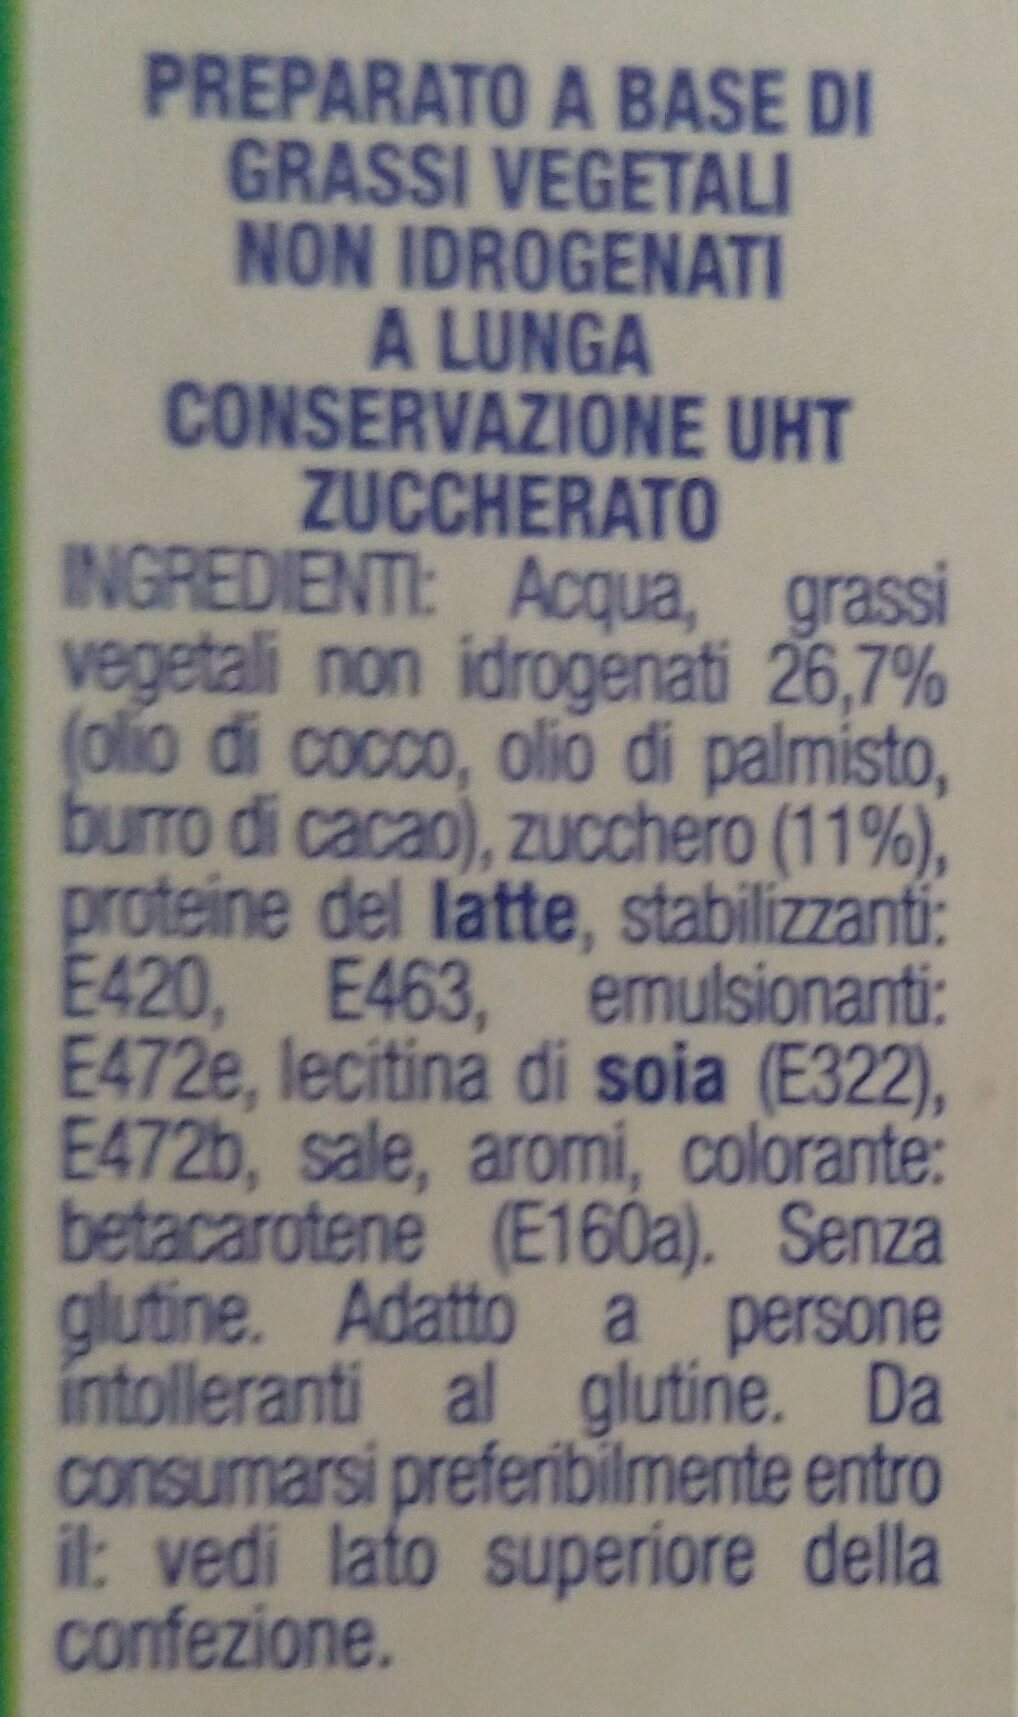 PREPARATO A BASE DI
GRASSI VEGETALI
NON IDROGENATI
A LUNGA
CONSERVAZIONE UHT
ZUCCHERATO
INGREDIENTI: Acqua, grassi
vegetali non idrogenati 26,7%
(olio di cocco, olio di palmisto,
burro di cacao), zucchero (11%),
proteine del latte, stabilizzanti:
E420, E463, emulsionanti:
E472e, lecitina di soia (E322),
E472b, sale, aromi, colorante:
betacarotene (E160a). Senza
glutine. Adatto a persone
intolleranti al glutine. Da
consumarsi preferibilmente entro
il: vedi lato superiore della
confezione.